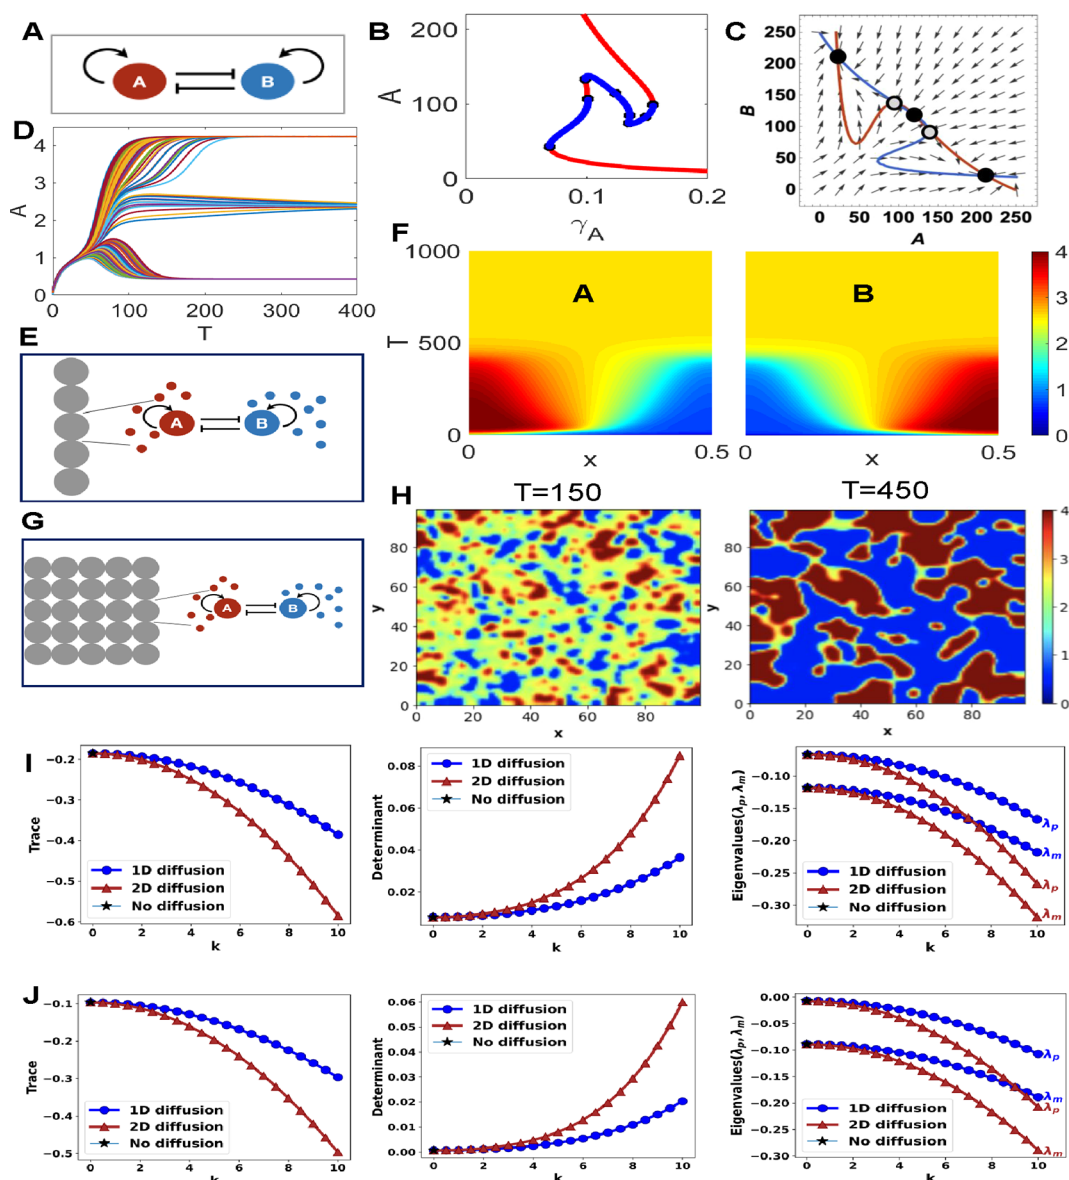 A
A
B
B
200
100
0
A
0
0.1
0.2
γA
C
250
200
150
100
50
0
B
0
50
100
150
200
250
A
D
4
3
2
1
0
A
0
100
200
300
400
T
E
A
B
F
1000
500
0
T
A
B
0
x
0.5
0
x
0.5
4
3
2
1
0
G
A
B
H
T=150
T=450
80
60
40
20
0
y
0
20
40
60
80
x
80
60
40
20
0
y
0
20
40
60
80
x
4
3
2
1
0
I
−0.2
−0.3
−0.4
−0.5
−0.6
Trace
1D diffusion
2D diffusion
No diffusion
0
2
4
6
8
10
k
0.08
0.06
0.04
0.02
Determinant
1D diffusion
2D diffusion
No diffusion
0
2
4
6
8
10
k
−0.10
−0.15
−0.20
−0.25
−0.30
Eigenvalues(λp, λm)
1D diffusion
2D diffusion
No diffusion
λp
λm
λp
λm
0
2
4
6
8
10
k
J
−0.1
−0.2
−0.3
−0.4
−0.5
Trace
1D diffusion
2D diffusion
No diffusion
0
2
4
6
8
10
k
0.06
0.05
0.04
0.03
0.02
0.01
0.00
Determinant
1D diffusion
2D diffusion
No diffusion
0
2
4
6
8
10
k
0.00
−0.05
−0.10
−0.15
−0.20
−0.25
−0.30
Eigenvalues(λp,λm)
1D diffusion
2D diffusion
No diffusion
λp
λm
λp
λm
0
2
4
6
8
10
k